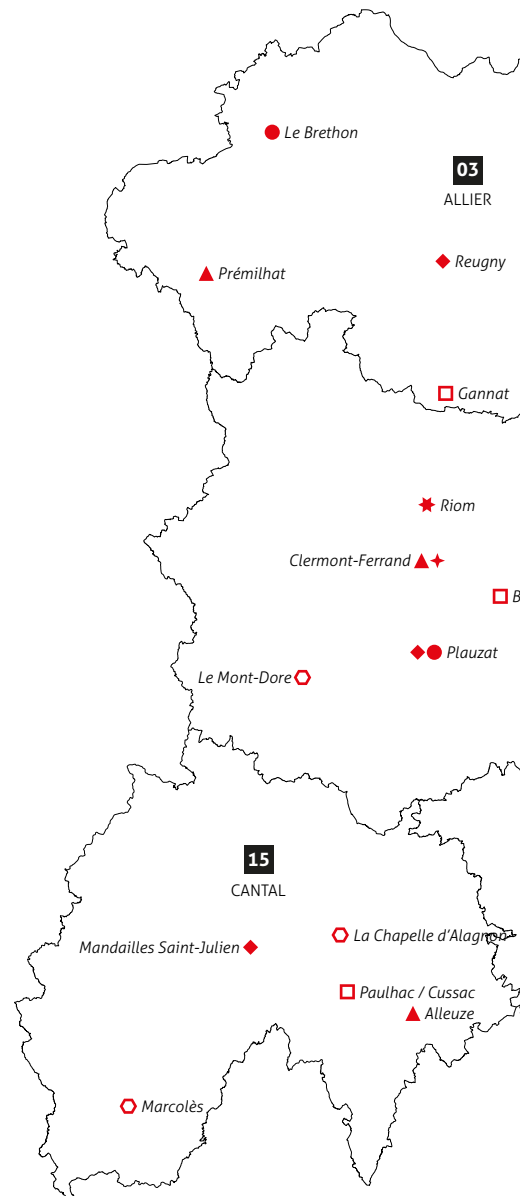 Le Brethon
03
ALLIER
Reugny
Prémilhat
Gannat
Riom
Clermont-Ferrand
B
Plauzat
Le Mont-Dore
15
CANTAL
La Chapelle d'Alagnon
Mandailles Saint-Julien
Paulhac / Cussac
Alleuze
Marcolès